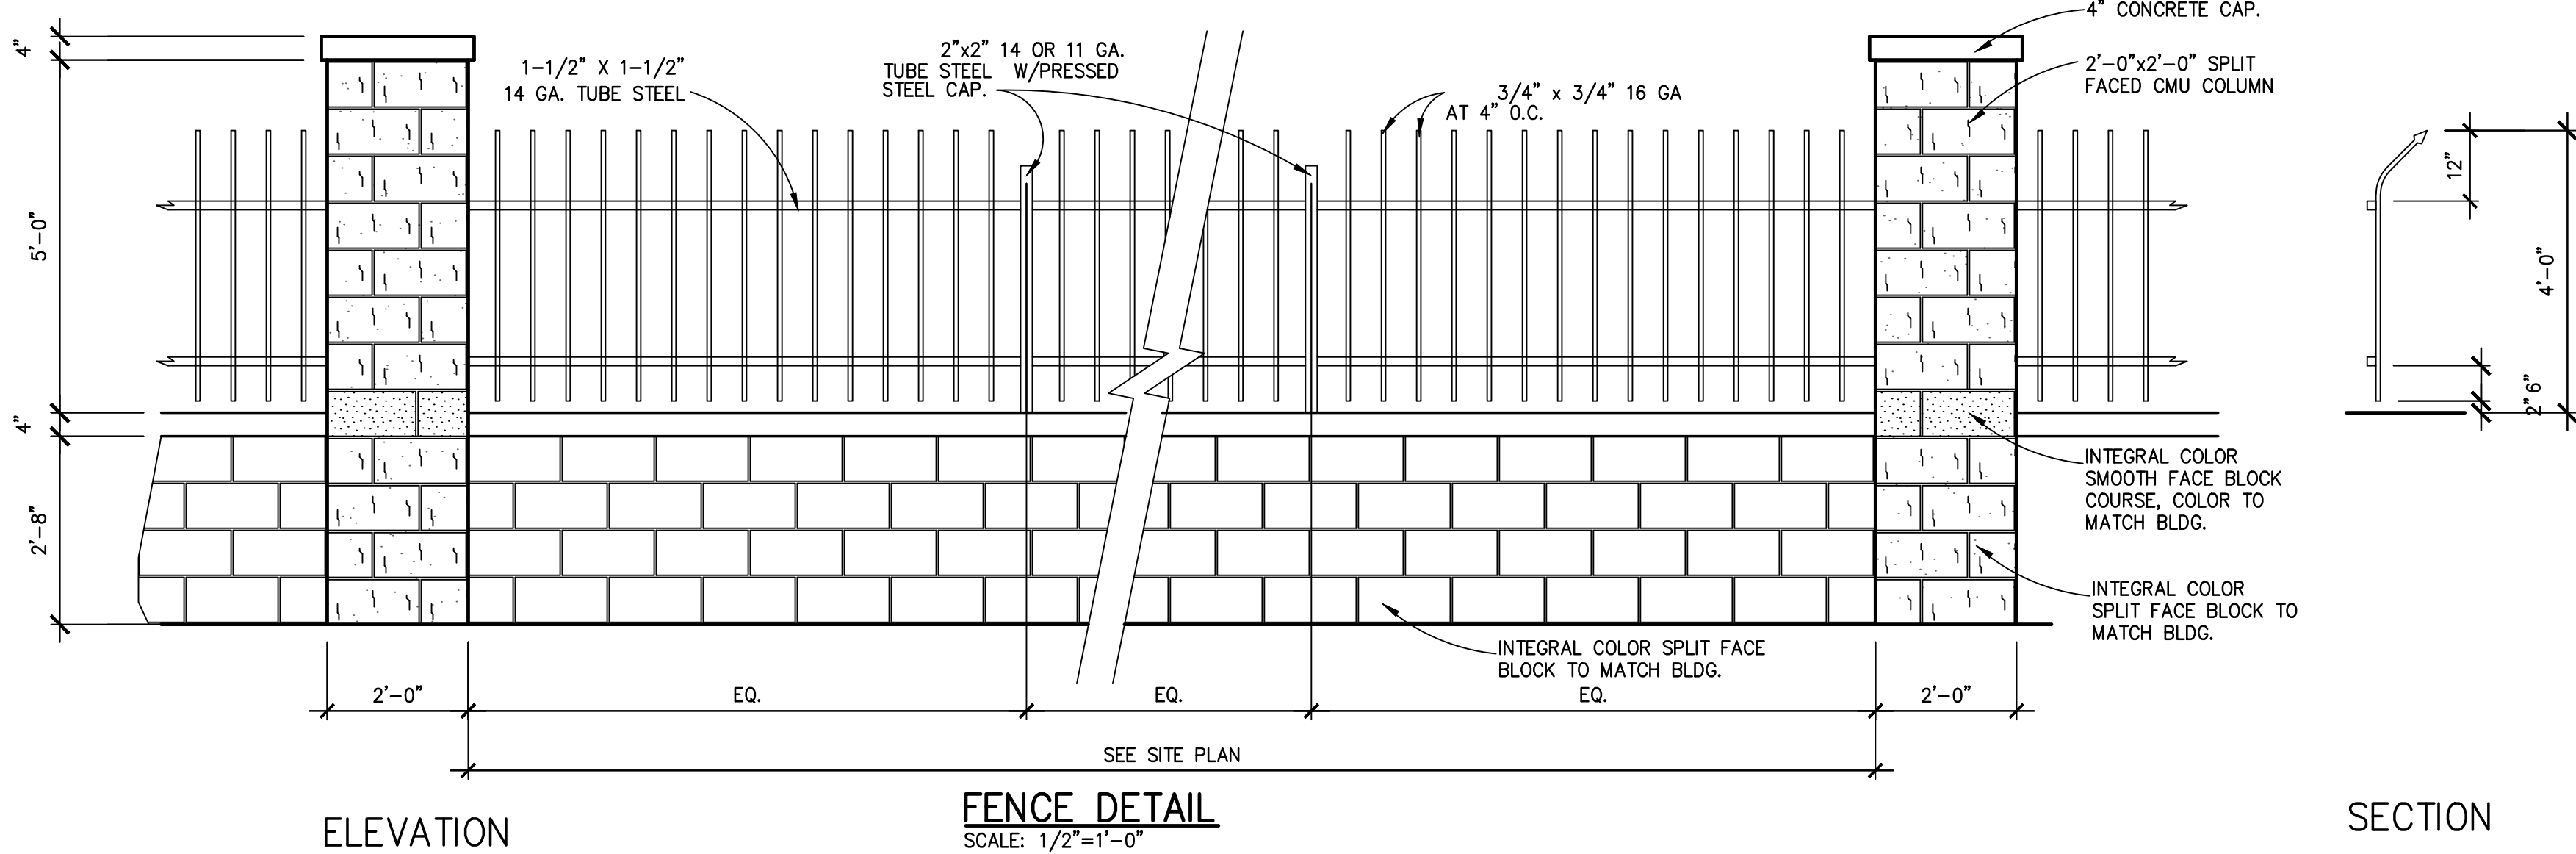 4" CONCRETE CAP.
4"
2"x2" 14 OR 11 GA.
TUBE STEEL W/PRESSED
STEEL CAP.
1-1/2" X 1-1/2"
14 GA. TUBE STEEL
3/4" x 3/4" 16 GA
AT 4" O.C.
2'-0"x2'-0" SPLIT
FACED CMU COLUMN
12"
5'-0"
4'-0"
2" 6"
4"
2'-8"
INTEGRAL COLOR
SMOOTH FACE BLOCK
COURSE, COLOR TO
MATCH BLDG.
INTEGRAL COLOR
SPLIT FACE BLOCK TO
MATCH BLDG.
INTEGRAL COLOR SPLIT FACE
BLOCK TO MATCH BLDG.
2'-0"
EQ.
EQ.
EQ.
2'-0"
SEE SITE PLAN
FENCE DETAIL
SCALE: 1/2"=1'-0"
ELEVATION
SECTION